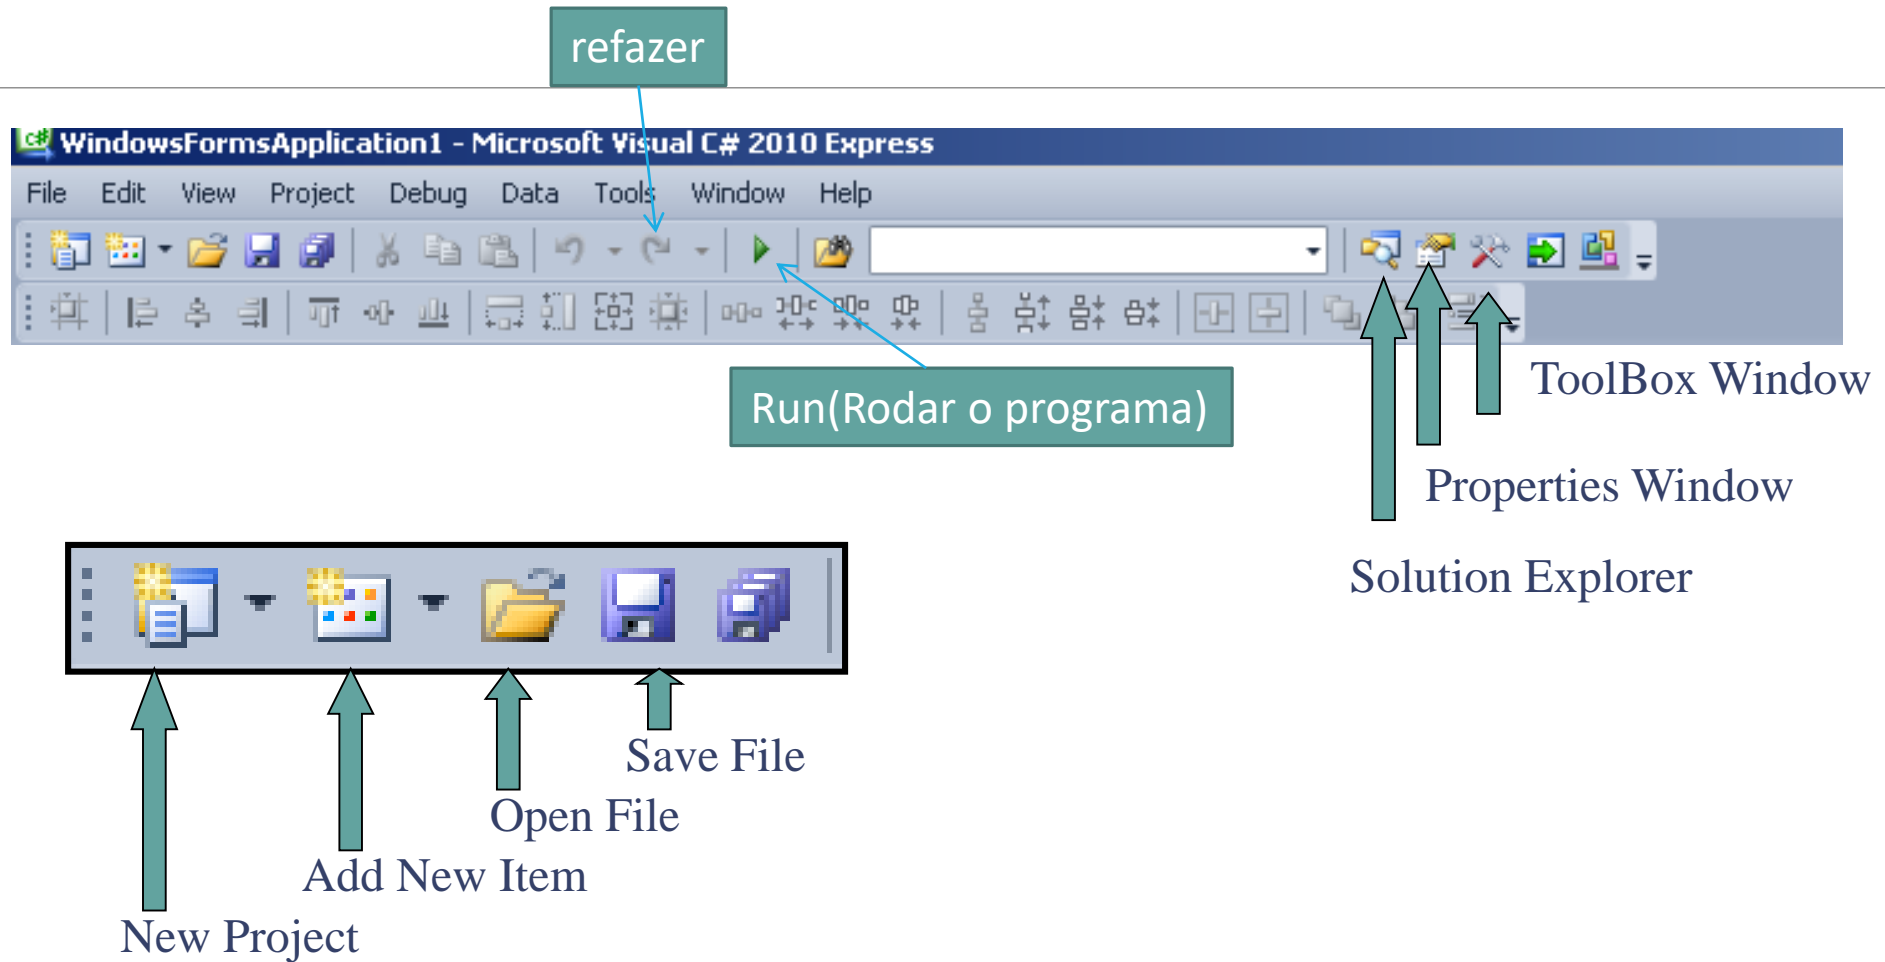 refazer
WindowsFormsApplication1 - Microsoft Visual C# 2010 Express
File Edit View Project Debug Data Tools Window Help
Run(Rodar o programa)
ToolBox Window
Properties Window
Solution Explorer
Save File
Open File
Add New Item
New Project